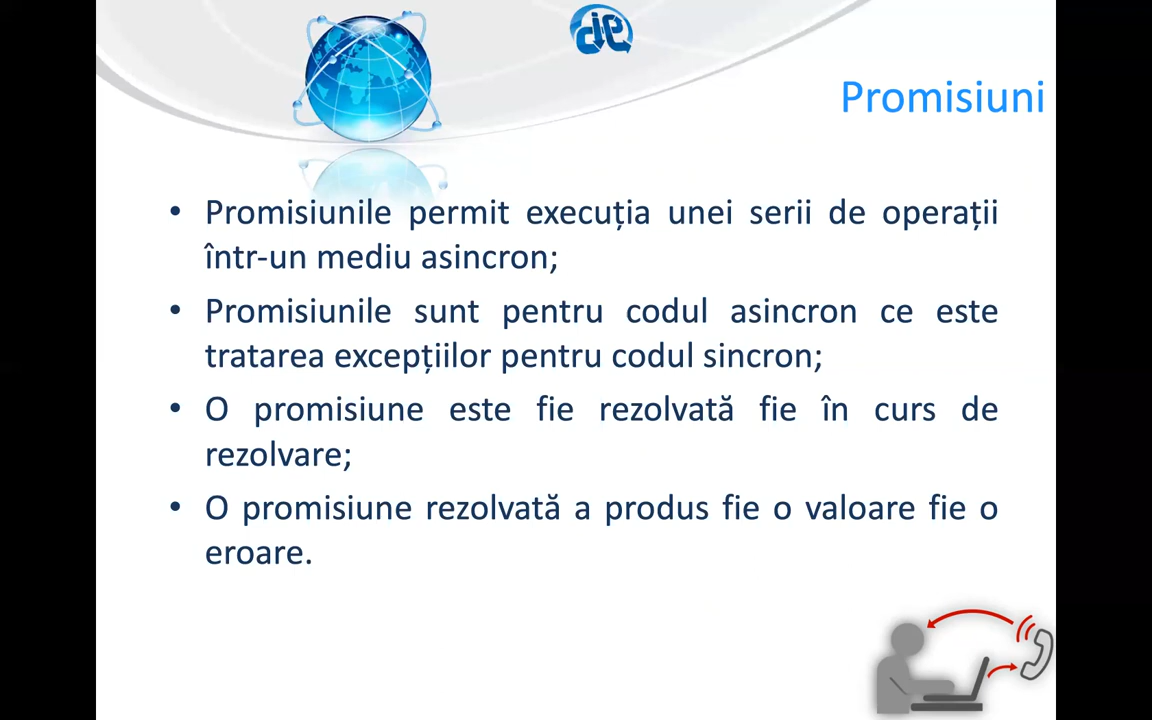 Promisiuni
• Promisiunile permit execuția unei serii de operații
într-un mediu asincron;
• Promisiunile sunt pentru codul asincron ce este
tratarea excepțiilor pentru codul sincron;
• O promisiune este fie rezolvată fie în curs de
rezolvare;
• O promisiune rezolvată a produs fie o valoare fie o
eroare.